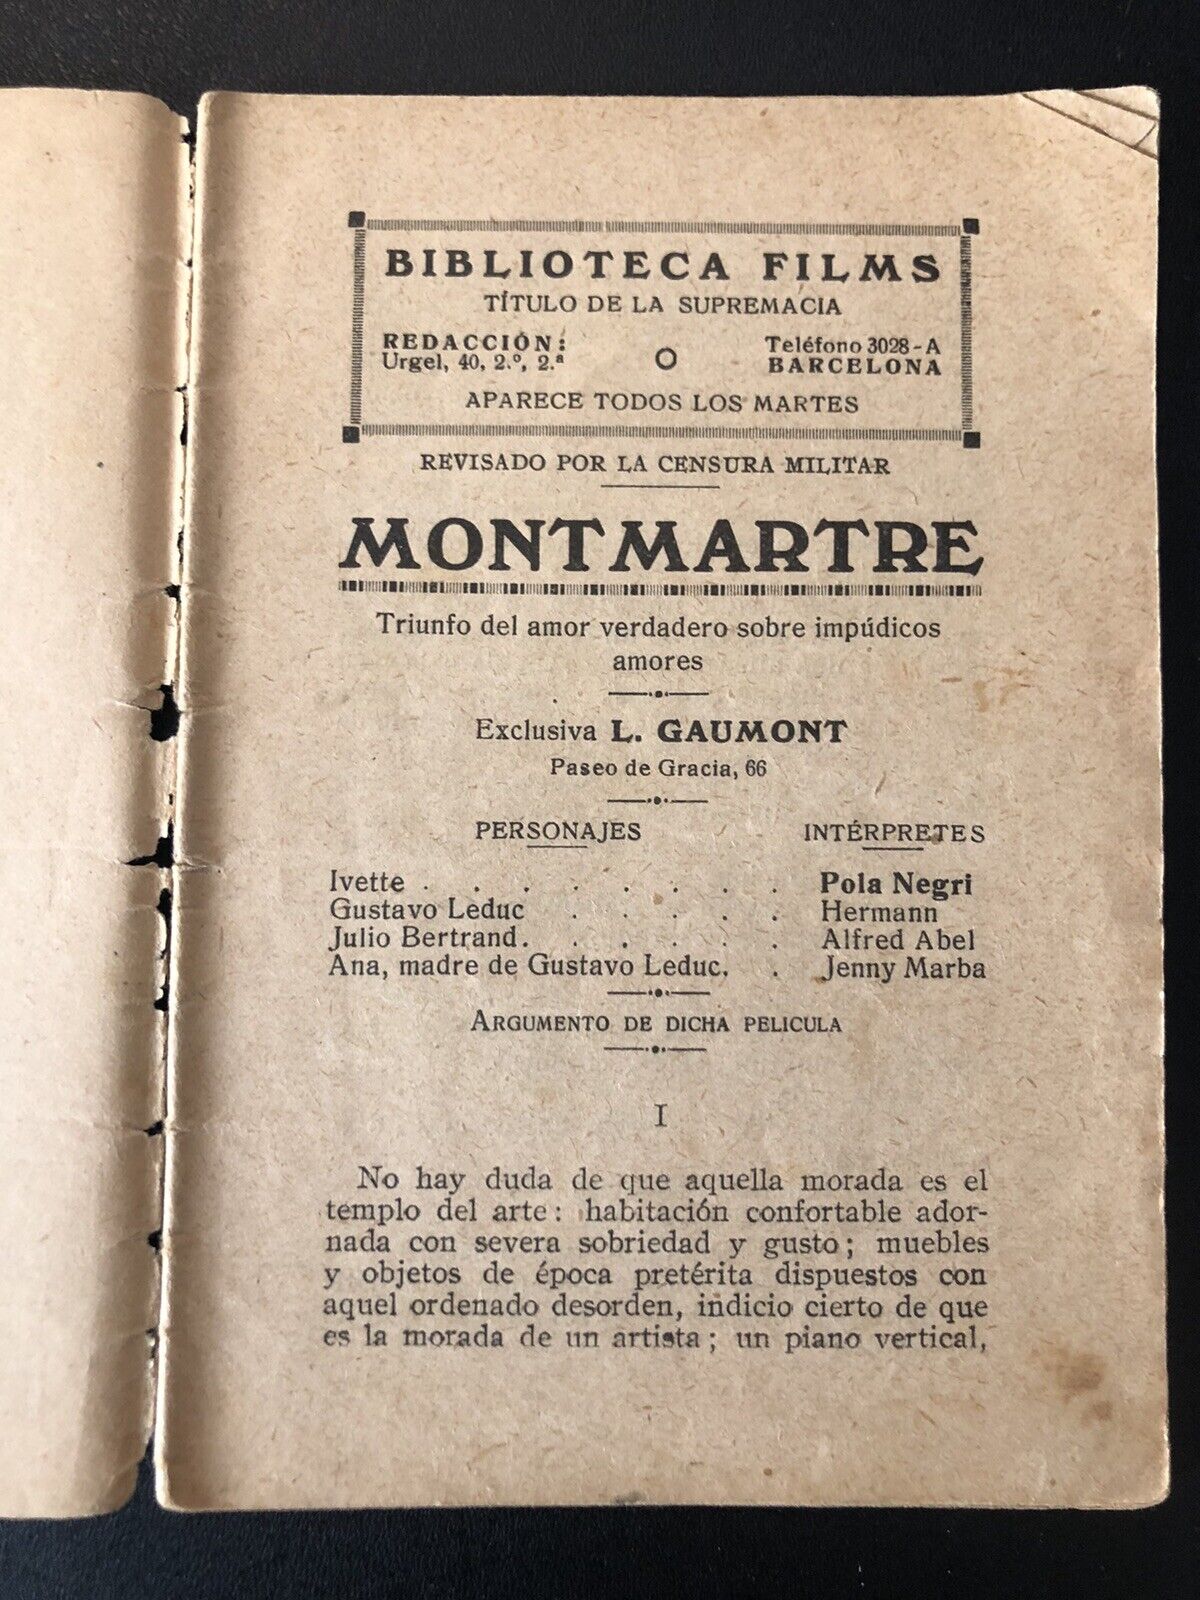 BIBLIOTECA FILMS
TÍTULO DE LA SUPREMACIA
REDACCIÓN:
Urgel, 40, 2.º, 2.ª
O
Teléfono 3028-A
BARCELONA
APARECE TODOS LOS MARTES
REVISADO POR LA CENSURA MILITAR
MONTMARTRE
Triunfo del amor verdadero sobre impúdicos
amores
Exclusiva L. GAUMONT
Paseo de Gracia, 66
PERSONAJES INTÉRPRETES
Ivette . . . . . . . . Pola Negri
Gustavo Leduc . . . . . Hermann
Julio Bertrand. . . . . . Alfred Abel
Ana, madre de Gustavo Leduc. . Jenny Marba
ARGUMENTO DE DICHA PELICULA
I
No hay duda de que aquella morada es el
templo del arte: habitación confortable ador-
nada con severa sobriedad y gusto; muebles
y objetos de época pretérita dispuestos con
aquel ordenado desorden, indicio cierto de que
es la morada de un artista; un piano vertical,